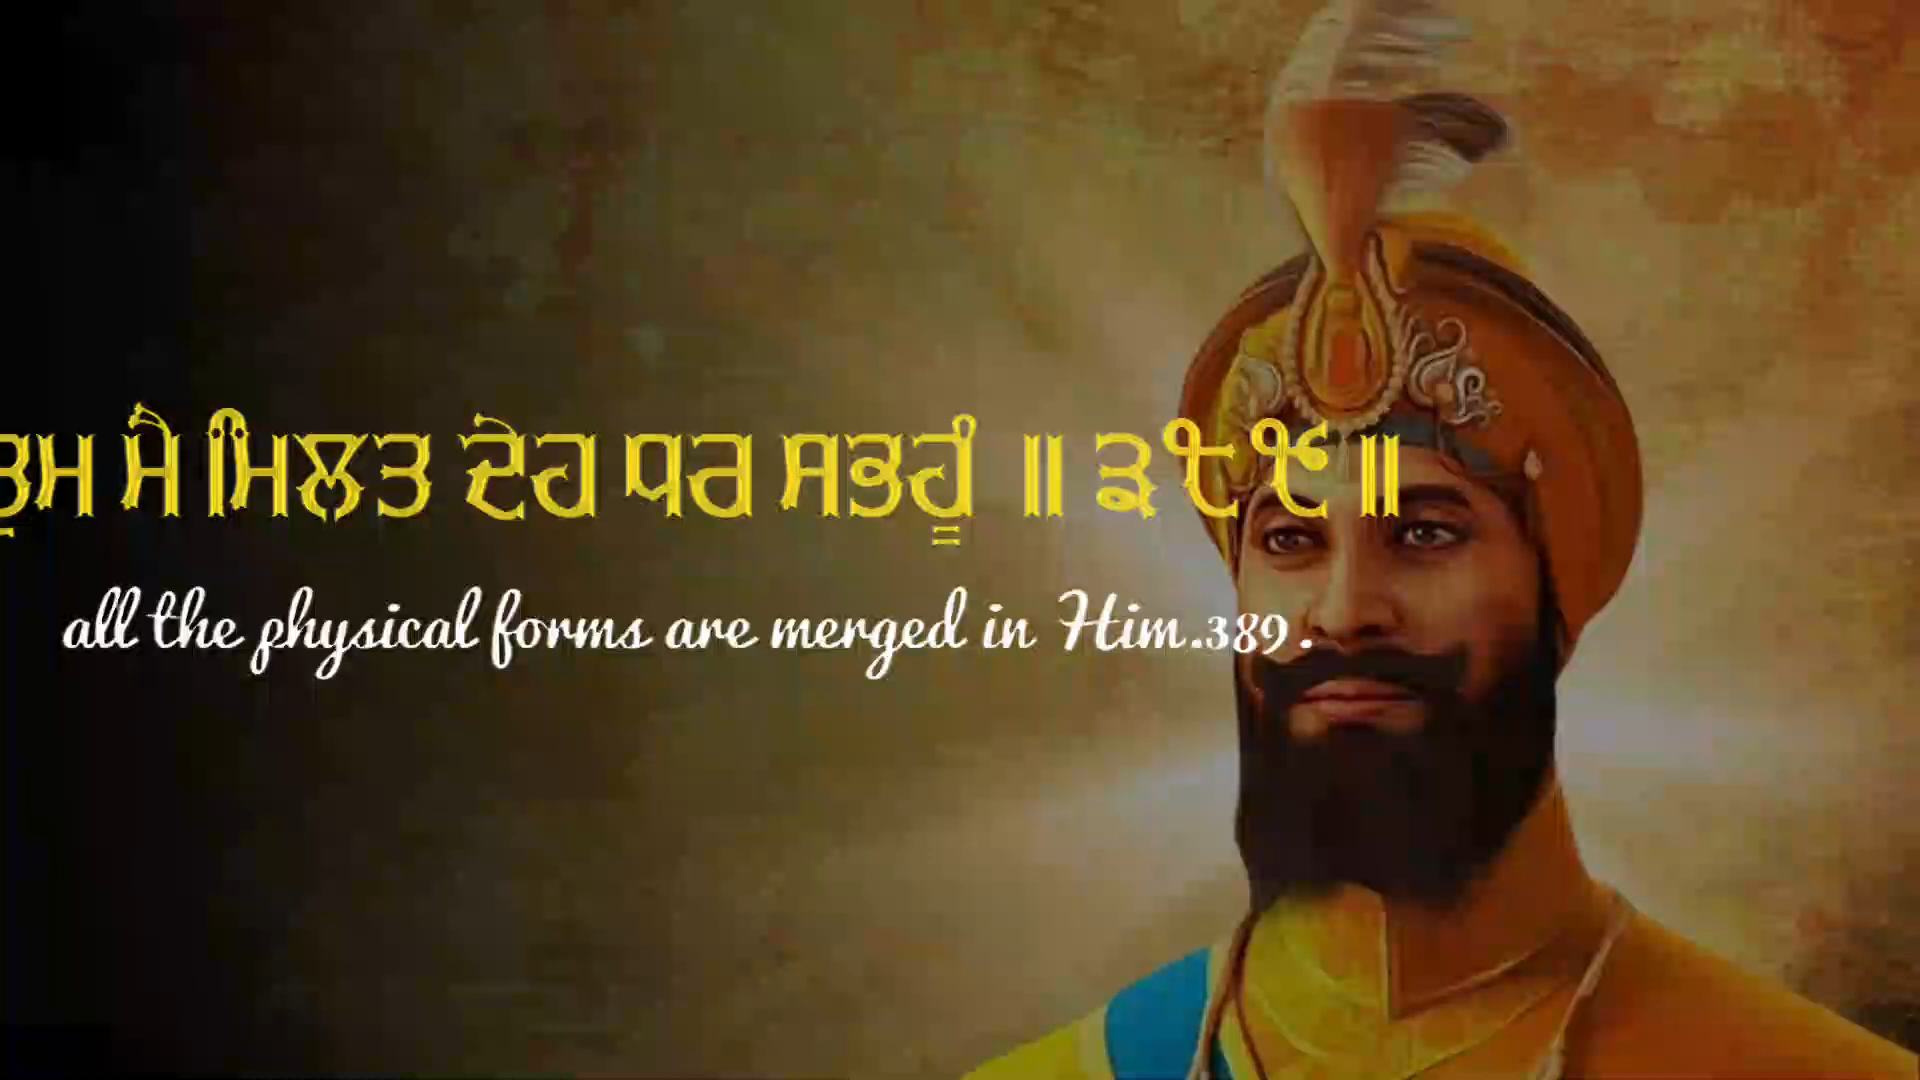 ਤੁਮ ਮੈ ਮਿਲਤ ਦੇਹ ਧਰ ਸਭਹੂੰ ॥ ੩੮੯॥
all the physical forms are merged in Him.389.